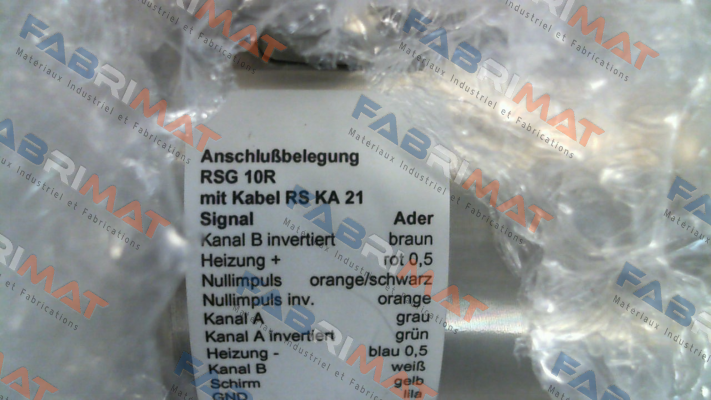 Anschlußbelegung
RSG 10R
mit Kabel RS KA 21
Signal Ader
Kanal B invertiert braun
Heizung + rot 0,5
Nullimpuls orange/schwarz
Nullimpuls inv. orange
Kanal A grau
Kanal A invertiert grün
Heizung - blau 0,5
Kanal B weiß
Schirm gelb
GND lila
FABRIMAT
Matériaux Industriel et Fabrications